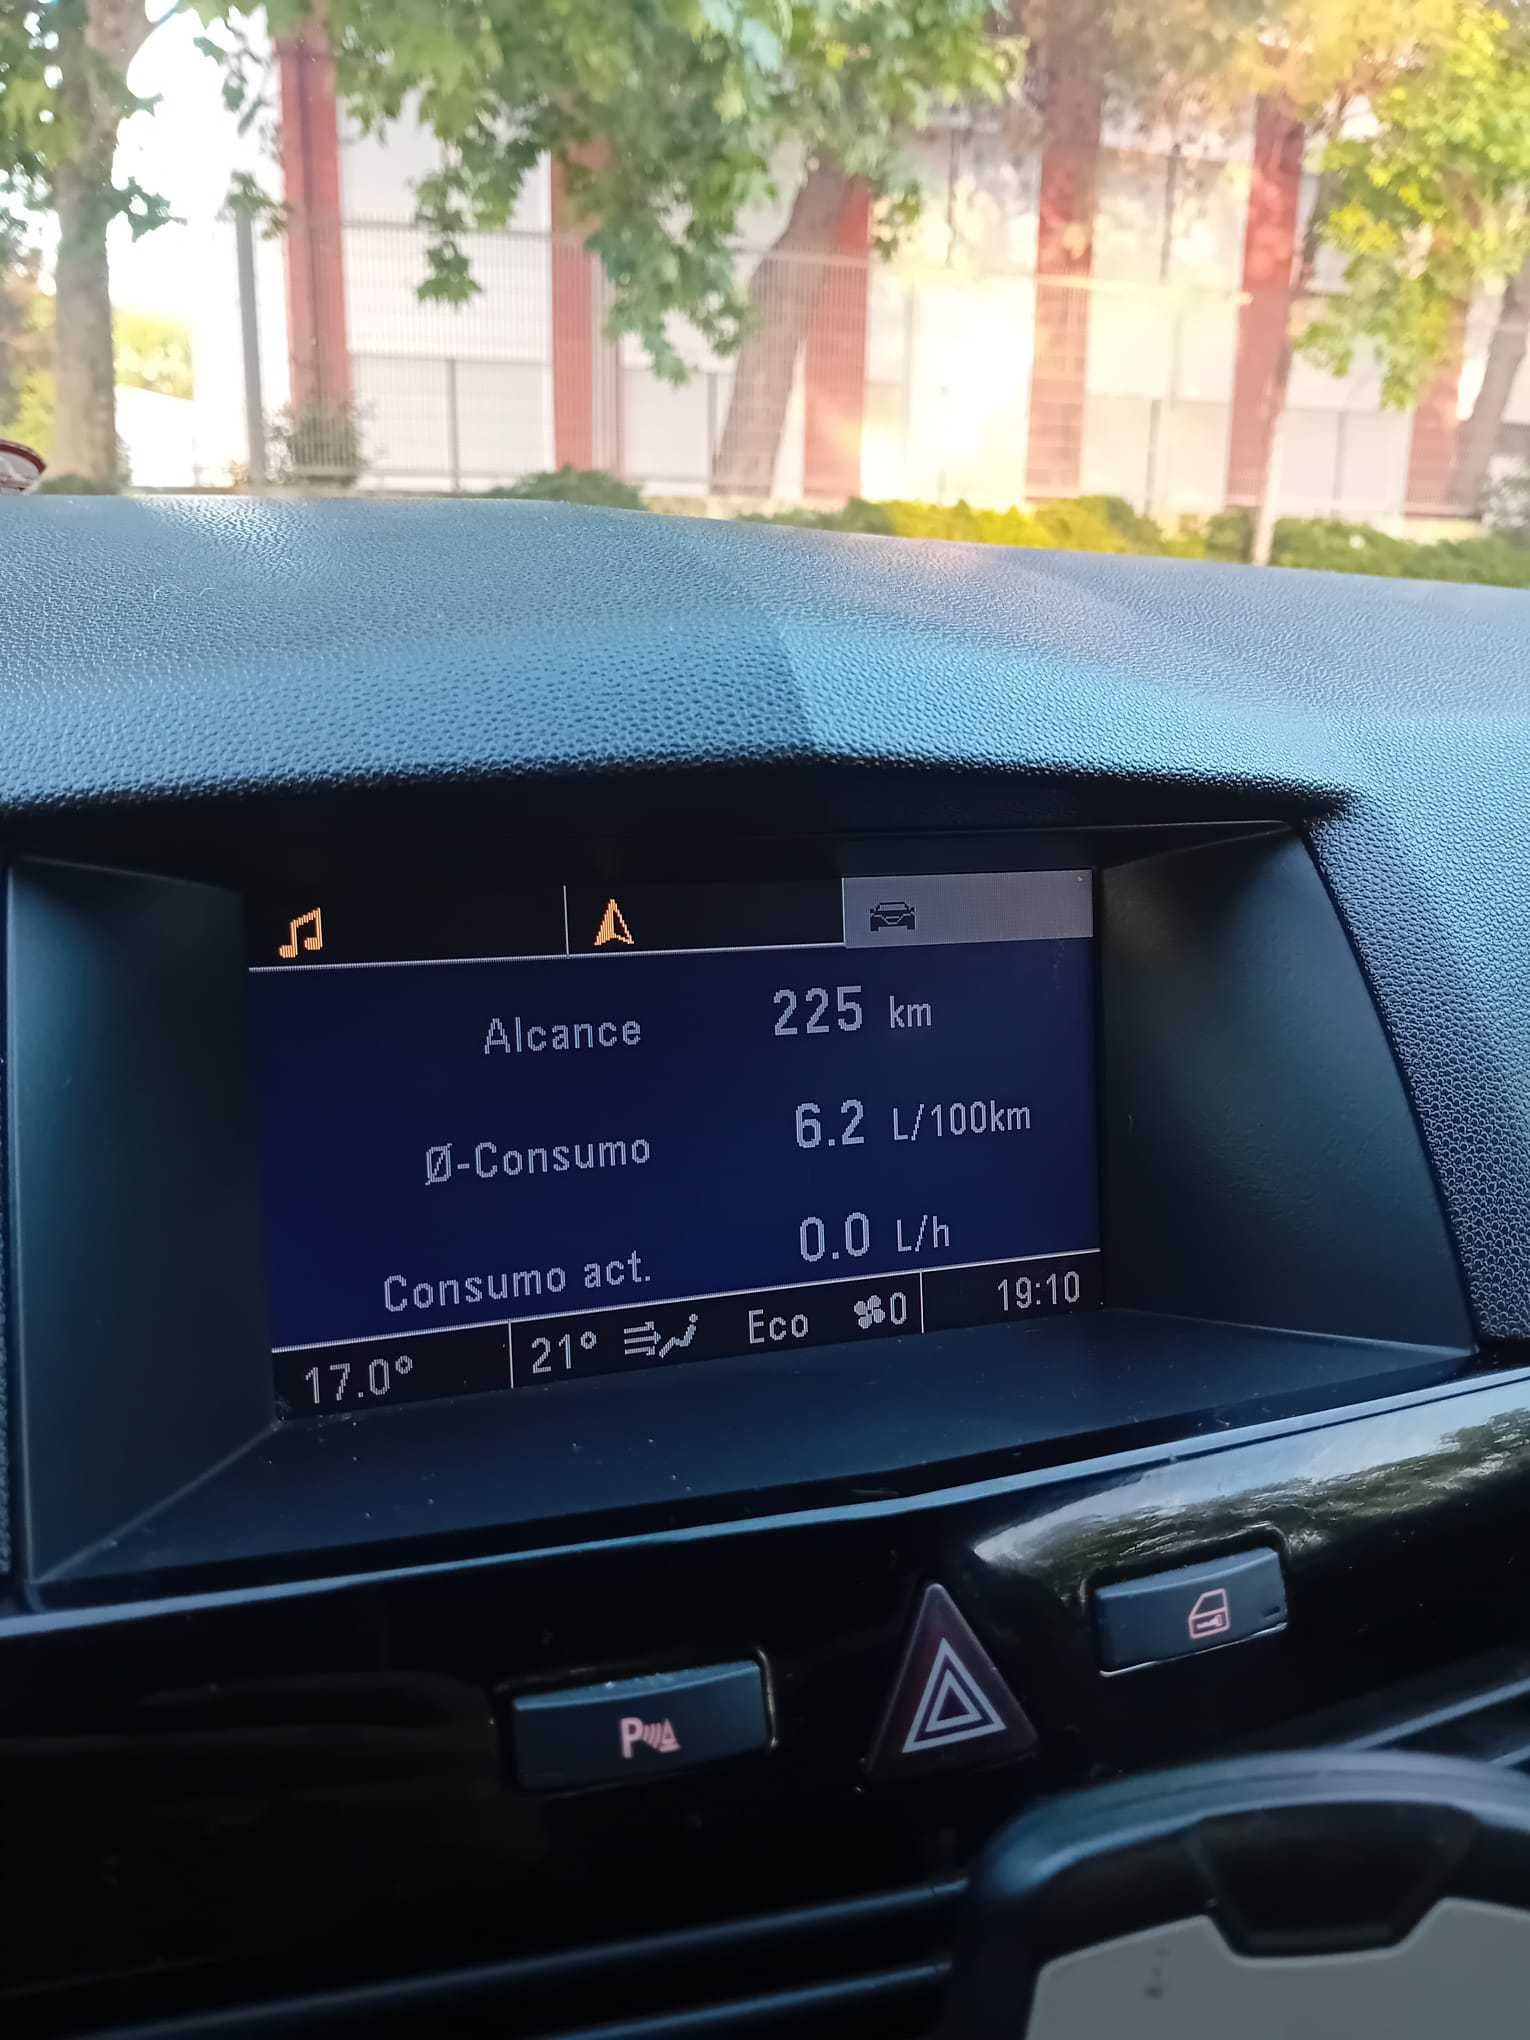 Alcance 225 km
Ø-Consumo 6.2 L/100km
Consumo act. 0.0 L/h
17.0° 21° Eco 0 19:10
P